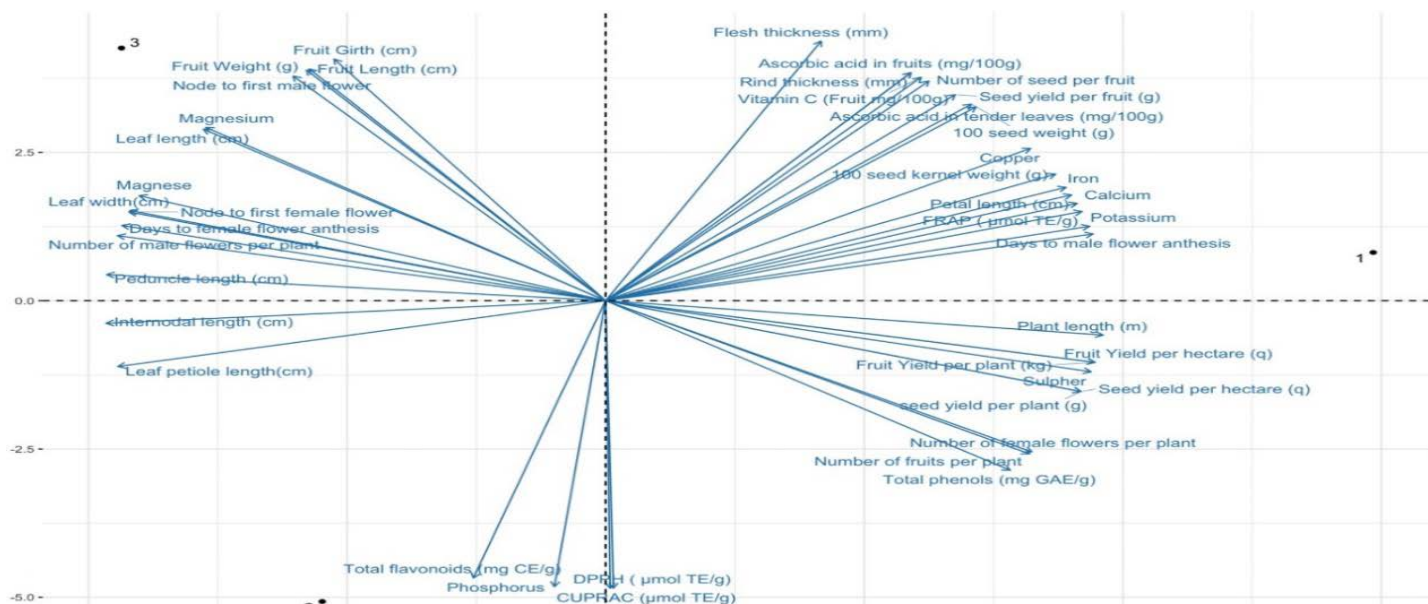 3
Flesh thickness (mm)
Fruit Girth (cm)
Fruit Weight (g)
Fruit Length (cm)
Node to first male flower
Ascorbic acid in fruits (mg/100g)
Rind thickness (mm)
Number of seed per fruit
Vitamin C (Fruit mg/100g)
Seed yield per fruit (g)
Ascorbic acid in tender leaves (mg/100g)
Magnesium
100 seed weight (g)
Leaf length (cm)
2.5
Copper
100 seed kernel weight (g)
Iron
Magnese
Calcium
Leaf width(cm)
Petal length (cm)
Node to first female flower
Potassium
FRAP ( µmol TE/g)
Days to female flower anthesis
Number of male flowers per plant
Days to male flower anthesis
1
Peduncle length (cm)
0.0
Internodal length (cm)
Plant length (m)
Fruit Yield per hectare (q)
Fruit Yield per plant (kg)
Leaf petiole length(cm)
Sulpher
Seed yield per hectare (q)
seed yield per plant (g)
-2.5
Number of female flowers per plant
Number of fruits per plant
Total phenols (mg GAE/g)
Total flavonoids (mg CE/g)
DPPH ( µmol TE/g)
Phosphorus
-5.0
CUPRAC (µmol TE/g)